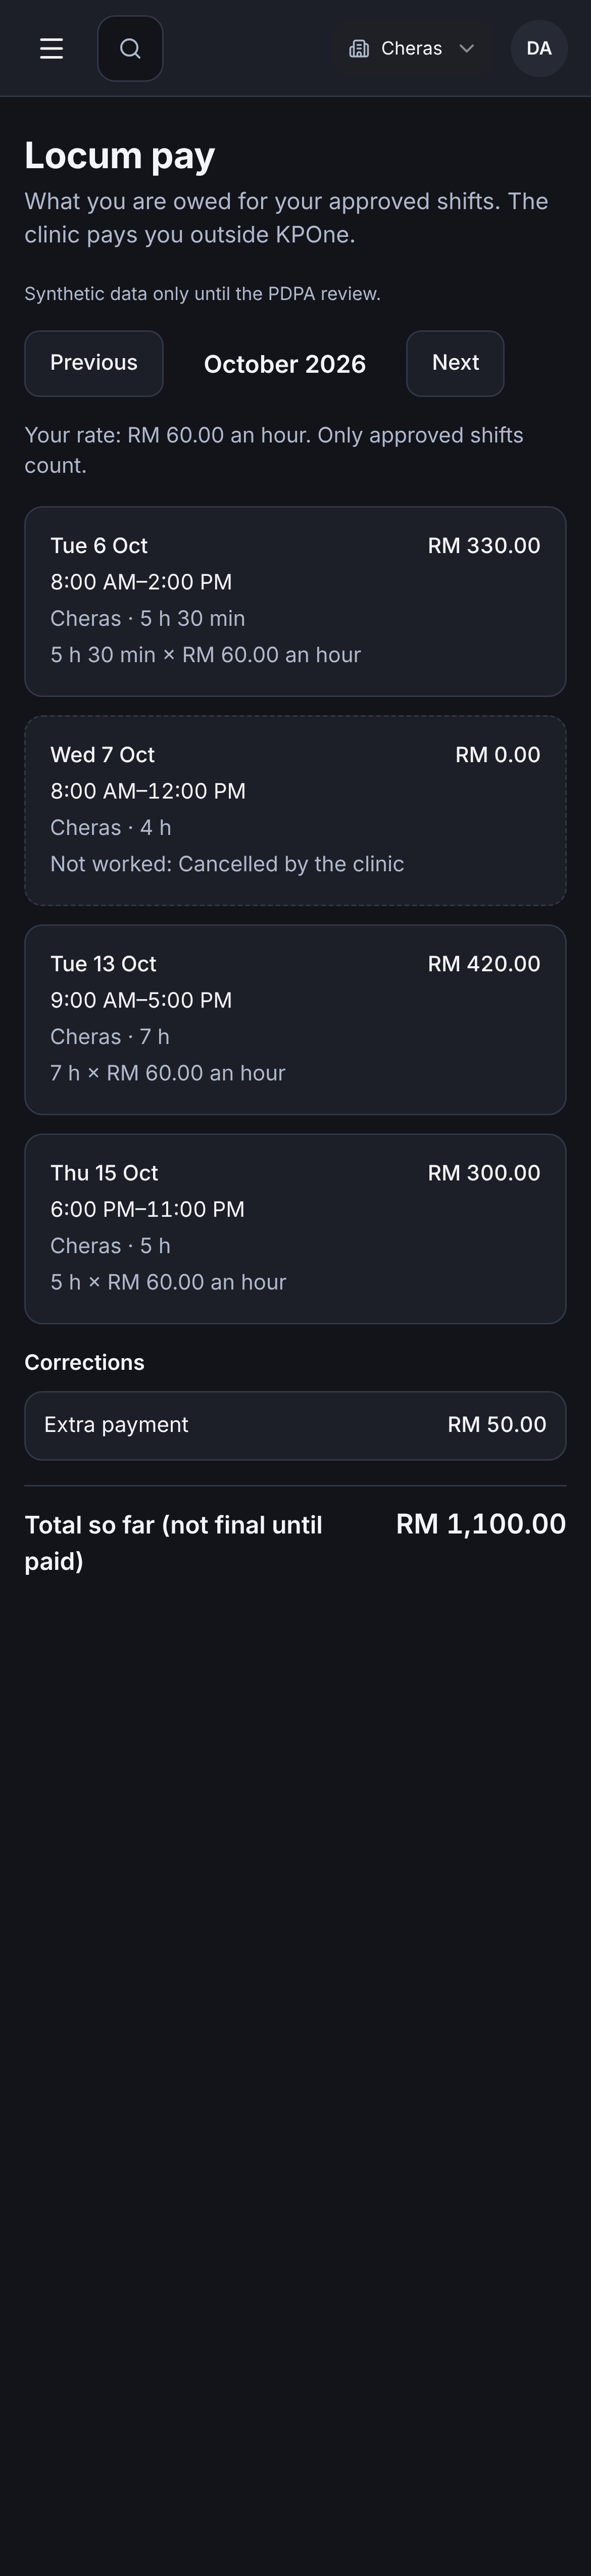 Cheras
DA
Locum pay
What you are owed for your approved shifts. The
clinic pays you outside KPOne.
Synthetic data only until the PDPA review.
Previous
October 2026
Next
Your rate: RM 60.00 an hour. Only approved shifts
count.
Tue 6 Oct RM 330.00
8:00 AM–2:00 PM
Cheras · 5 h 30 min
5 h 30 min × RM 60.00 an hour
Wed 7 Oct RM 0.00
8:00 AM–12:00 PM
Cheras · 4 h
Not worked: Cancelled by the clinic
Tue 13 Oct RM 420.00
9:00 AM–5:00 PM
Cheras · 7 h
7 h × RM 60.00 an hour
Thu 15 Oct RM 300.00
6:00 PM–11:00 PM
Cheras · 5 h
5 h × RM 60.00 an hour
Corrections
Extra payment RM 50.00
Total so far (not final until RM 1,100.00
paid)